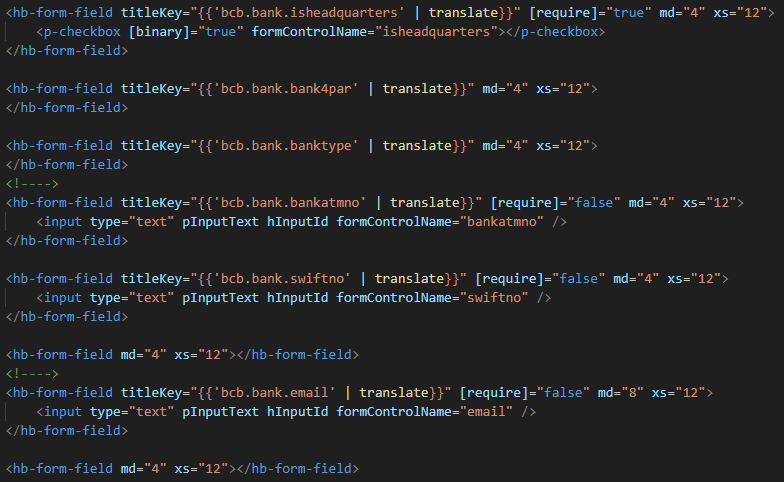 <hb-form-field titleKey="{{'bcb.bank.isheadquarters' | translate}}" [require]="true" md="4" xs="12">
    <p-checkbox [binary]="true" formControlName="isheadquarters"></p-checkbox>
</hb-form-field>

<hb-form-field titleKey="{{'bcb.bank.bank4par' | translate}}" md="4" xs="12">
</hb-form-field>

<hb-form-field titleKey="{{'bcb.bank.banktype' | translate}}" md="4" xs="12">
</hb-form-field>
<!---->
<hb-form-field titleKey="{{'bcb.bank.bankatmno' | translate}}" [require]="false" md="4" xs="12">
    <input type="text" pInputText hInputId formControlName="bankatmno" />
</hb-form-field>

<hb-form-field titleKey="{{'bcb.bank.swiftno' | translate}}" [require]="false" md="4" xs="12">
    <input type="text" pInputText hInputId formControlName="swiftno" />
</hb-form-field>

<hb-form-field md="4" xs="12"></hb-form-field>
<!---->
<hb-form-field titleKey="{{'bcb.bank.email' | translate}}" [require]="false" md="8" xs="12">
    <input type="text" pInputText hInputId formControlName="email" />
</hb-form-field>

<hb-form-field md="4" xs="12"></hb-form-field>